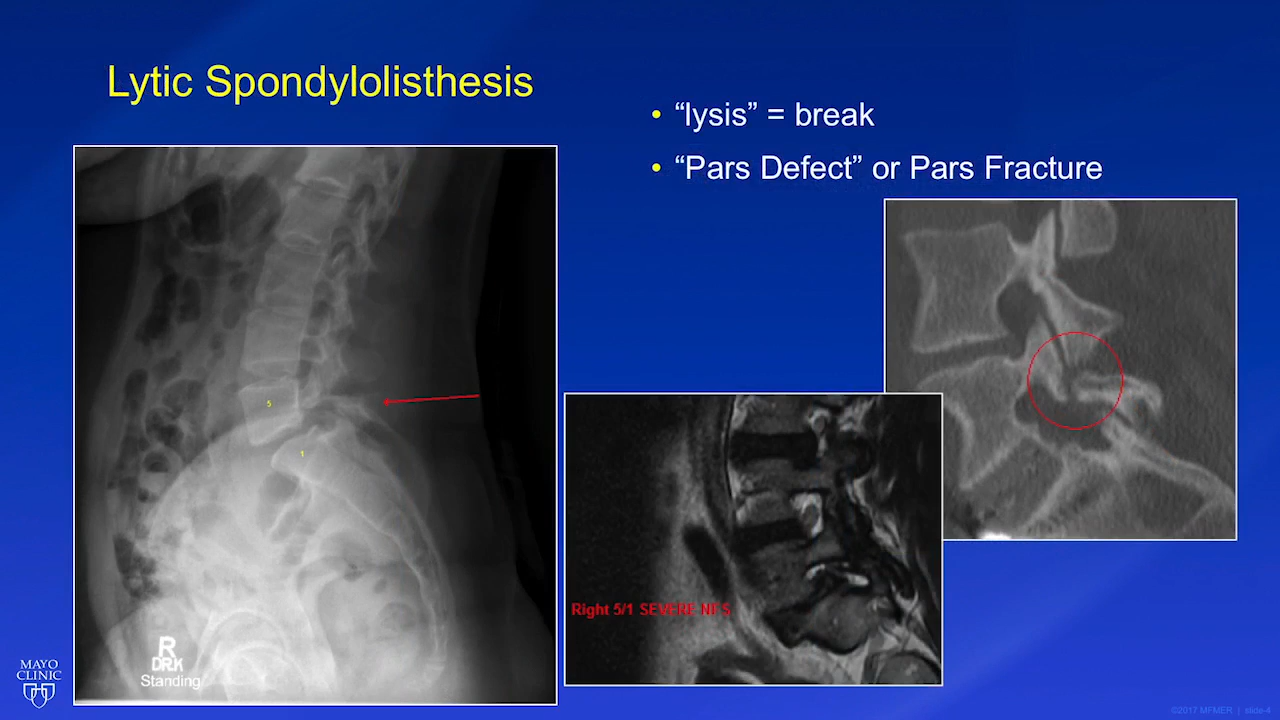 Lytic Spondylolisthesis
• “lysis” = break
• “Pars Defect” or Pars Fracture
5
1
R
DRK
Standing
Right 5/1 SEVERE NFS
MAYO
CLINIC
©2017 MFMER | slide-4